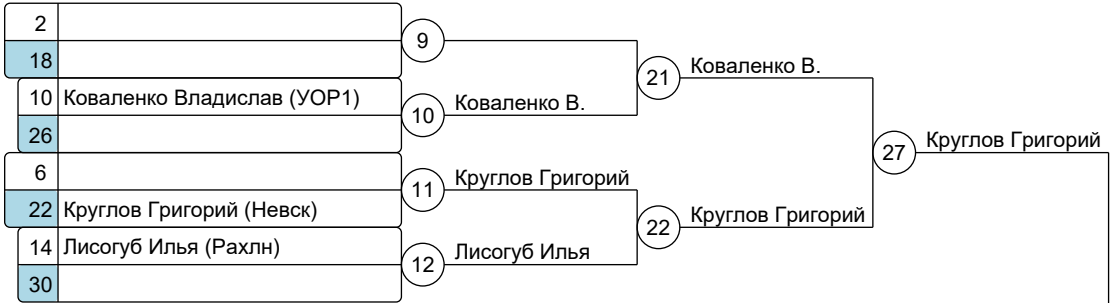 2
18
9
10 Коваленко Владислав (УОР1)
26
10
Коваленко В.
21
Коваленко В.
6
22 Круглов Григорий (Невск)
11
Круглов Григорий
14 Лисогуб Илья (Рахлн)
30
12
Лисогуб Илья
22
Круглов Григорий
27
Круглов Григорий